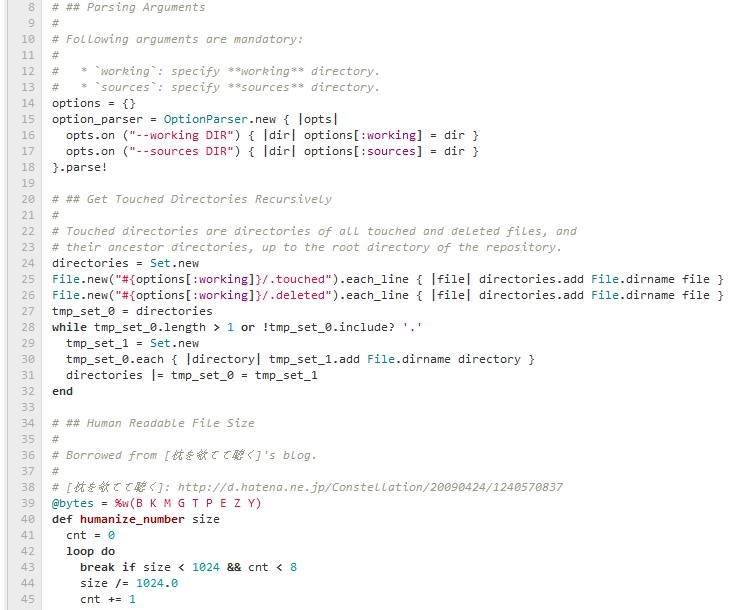 8 # ## Parsing Arguments
9 #
10 # Following arguments are mandatory:
11 #
12 #   * `working`: specify **working** directory.
13 #   * `sources`: specify **sources** directory.
14 options = {}
15 option_parser = OptionParser.new { |opts|
16   opts.on ("--working DIR") { |dir| options[:working] = dir }
17   opts.on ("--sources DIR") { |dir| options[:sources] = dir }
18 }.parse!
19
20 # ## Get Touched Directories Recursively
21 #
22 # Touched directories are directories of all touched and deleted files, and
23 # their ancestor directories, up to the root directory of the repository.
24 directories = Set.new
25 File.new("#{options[:working]}/.touched").each_line { |file| directories.add File.dirname file }
26 File.new("#{options[:working]}/.deleted").each_line { |file| directories.add File.dirname file }
27 tmp_set_0 = directories
28 while tmp_set_0.length > 1 or !tmp_set_0.include? '.'
29   tmp_set_1 = Set.new
30   tmp_set_0.each { |directory| tmp_set_1.add File.dirname directory }
31   directories |= tmp_set_0 = tmp_set_1
32 end
33
34 # ## Human Readable File Size
35 #
36 # Borrowed from [枕を欹てて聴く]'s blog.
37 #
38 # [枕を欹てて聴く]: http://d.hatena.ne.jp/Constellation/20090424/1240570837
39 @bytes = %w(B K M G T P E Z Y)
40 def humanize_number size
41   cnt = 0
42   loop do
43     break if size < 1024 && cnt < 8
44     size /= 1024.0
45     cnt += 1